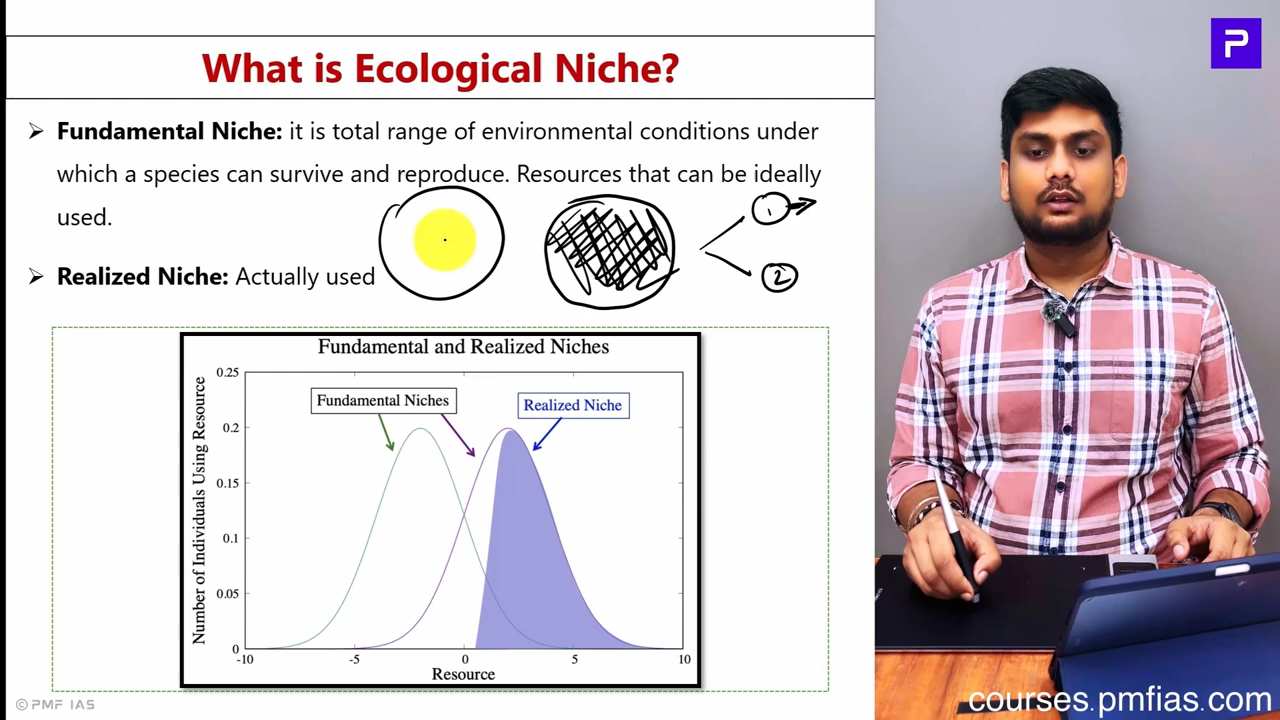 What is Ecological Niche?
➢ Fundamental Niche: it is total range of environmental conditions under
which a species can survive and reproduce. Resources that can be ideally
used.
1
➢ Realized Niche: Actually used
2
Fundamental and Realized Niches
Number of Individuals Using Resource
0.25
0.2
0.15
0.1
0.05
0
Fundamental Niches
Realized Niche
-10
-5
0
5
10
Resource
© PMF IAS
P
courses.pmfias.com